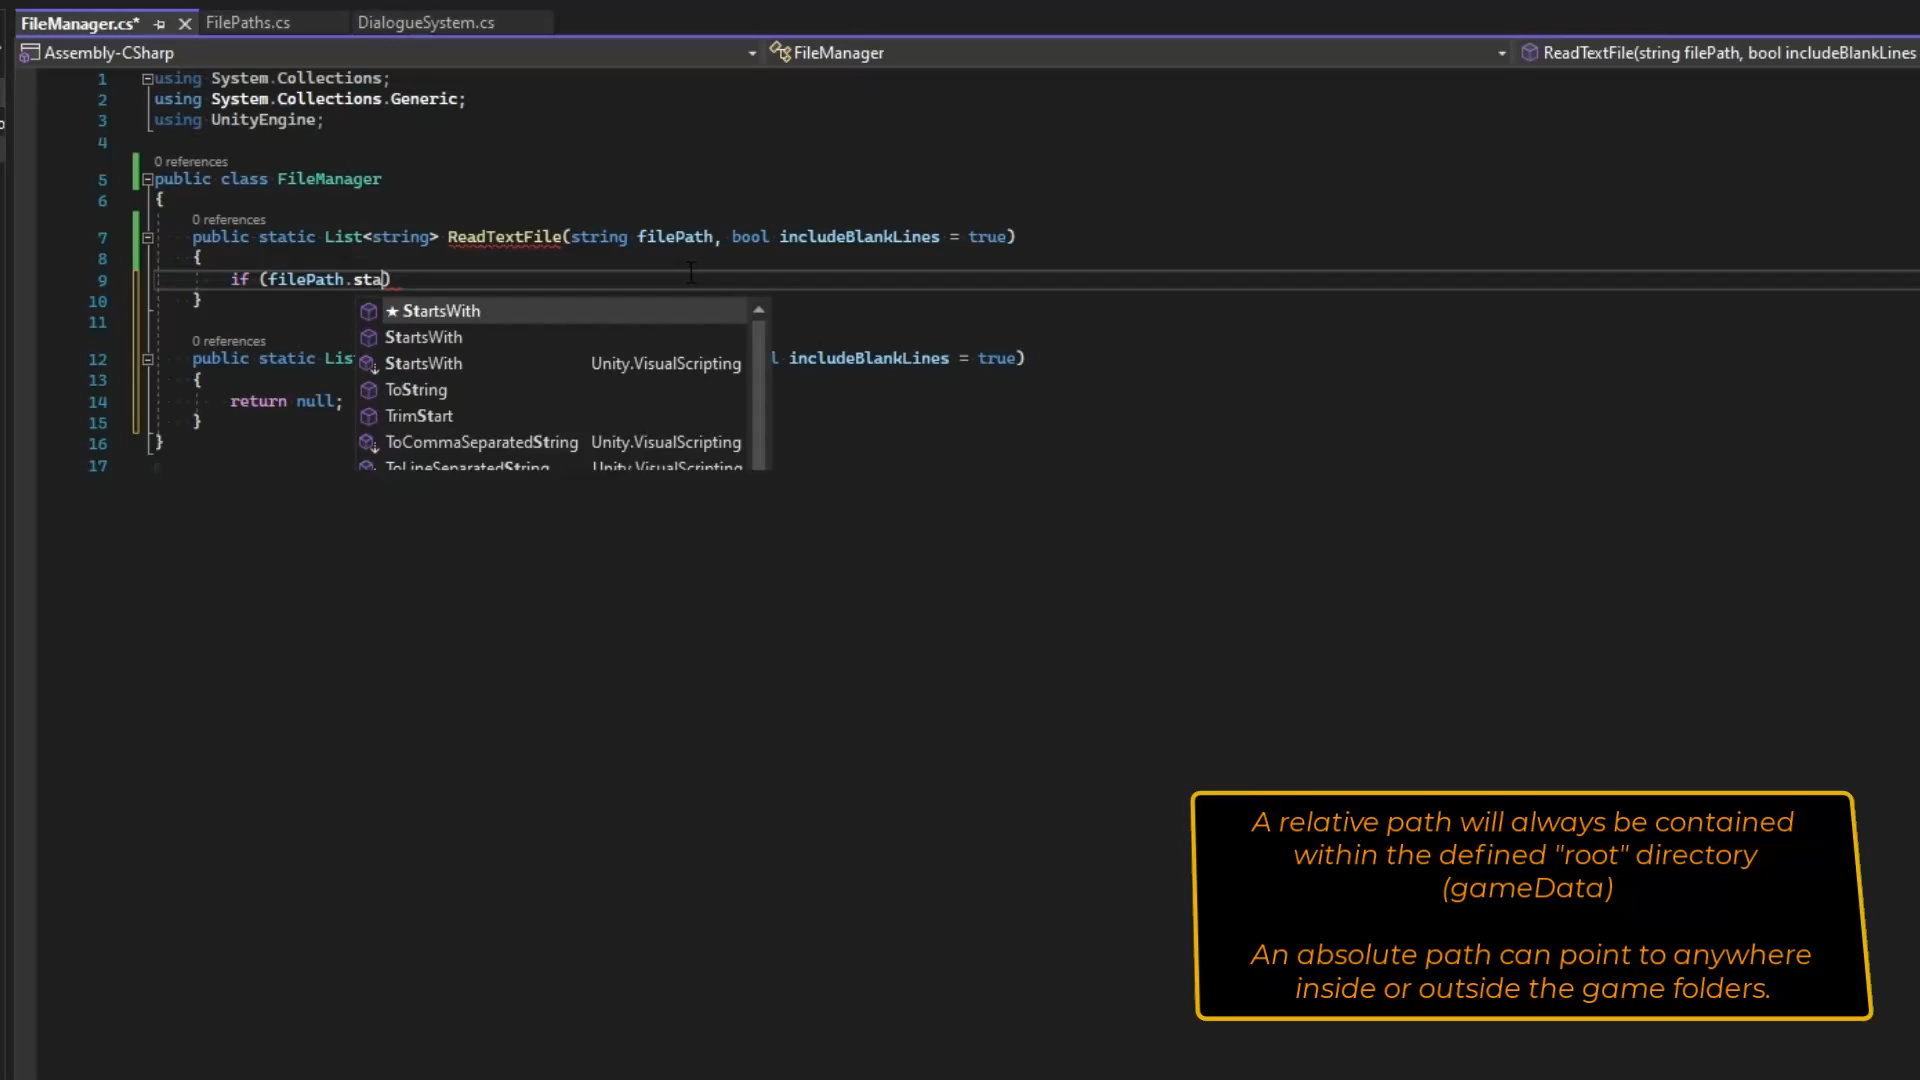 FileManager.cs*
FilePaths.cs
DialogueSystem.cs
Assembly-CSharp
FileManager
ReadTextFile(string filePath, bool includeBlankLines
1 using System.Collections;
2 using System.Collections.Generic;
3 using UnityEngine;
4
0 references
5 public class FileManager
6 {
0 references
7 public static List<string> ReadTextFile(string filePath, bool includeBlankLines = true)
8 {
9 if (filePath.sta)
10 }
11
0 references
12 public static Lis l includeBlankLines = true)
13 {
14 return null;
15 }
16 }
17
★ StartsWith
StartsWith
StartsWith Unity.VisualScripting
ToString
TrimStart
ToCommaSeparatedString Unity.VisualScripting
ToLineSeparatedString Unity.VisualScripting
A relative path will always be contained
within the defined "root" directory
(gameData)
An absolute path can point to anywhere
inside or outside the game folders.